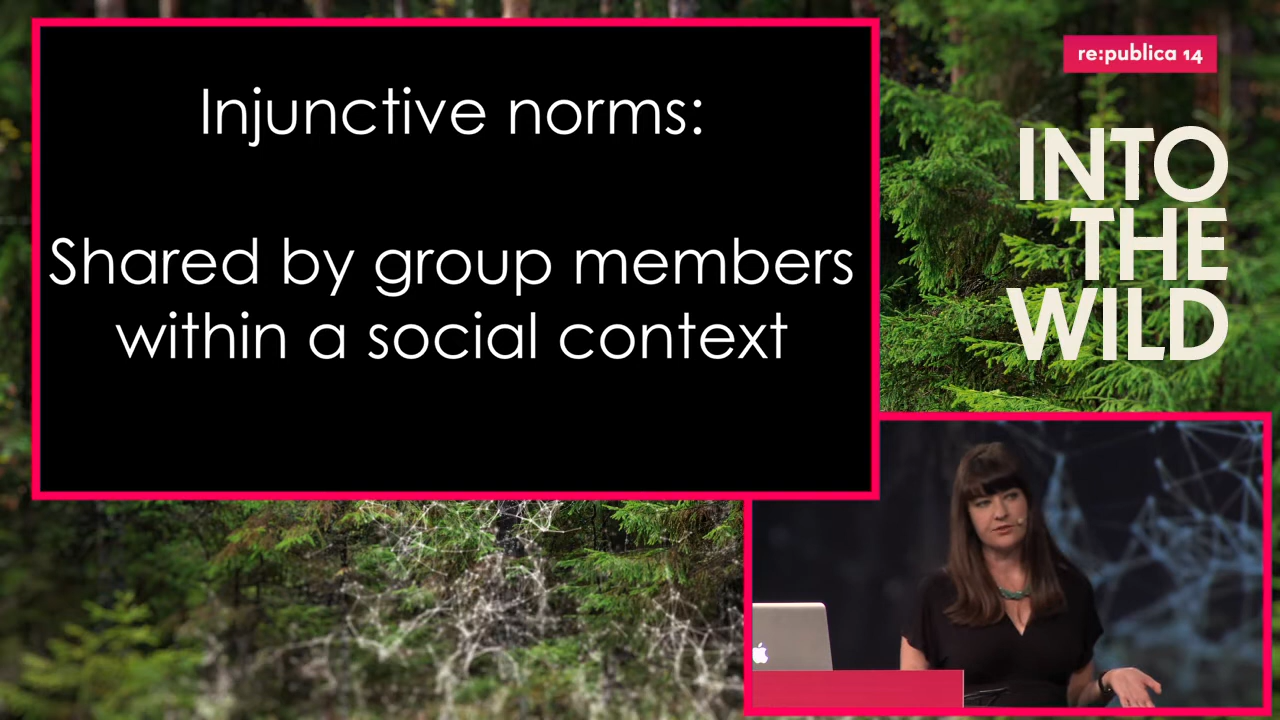 Injunctive norms:
Shared by group members
within a social context
re:publica 14
INTO
THE
WILD